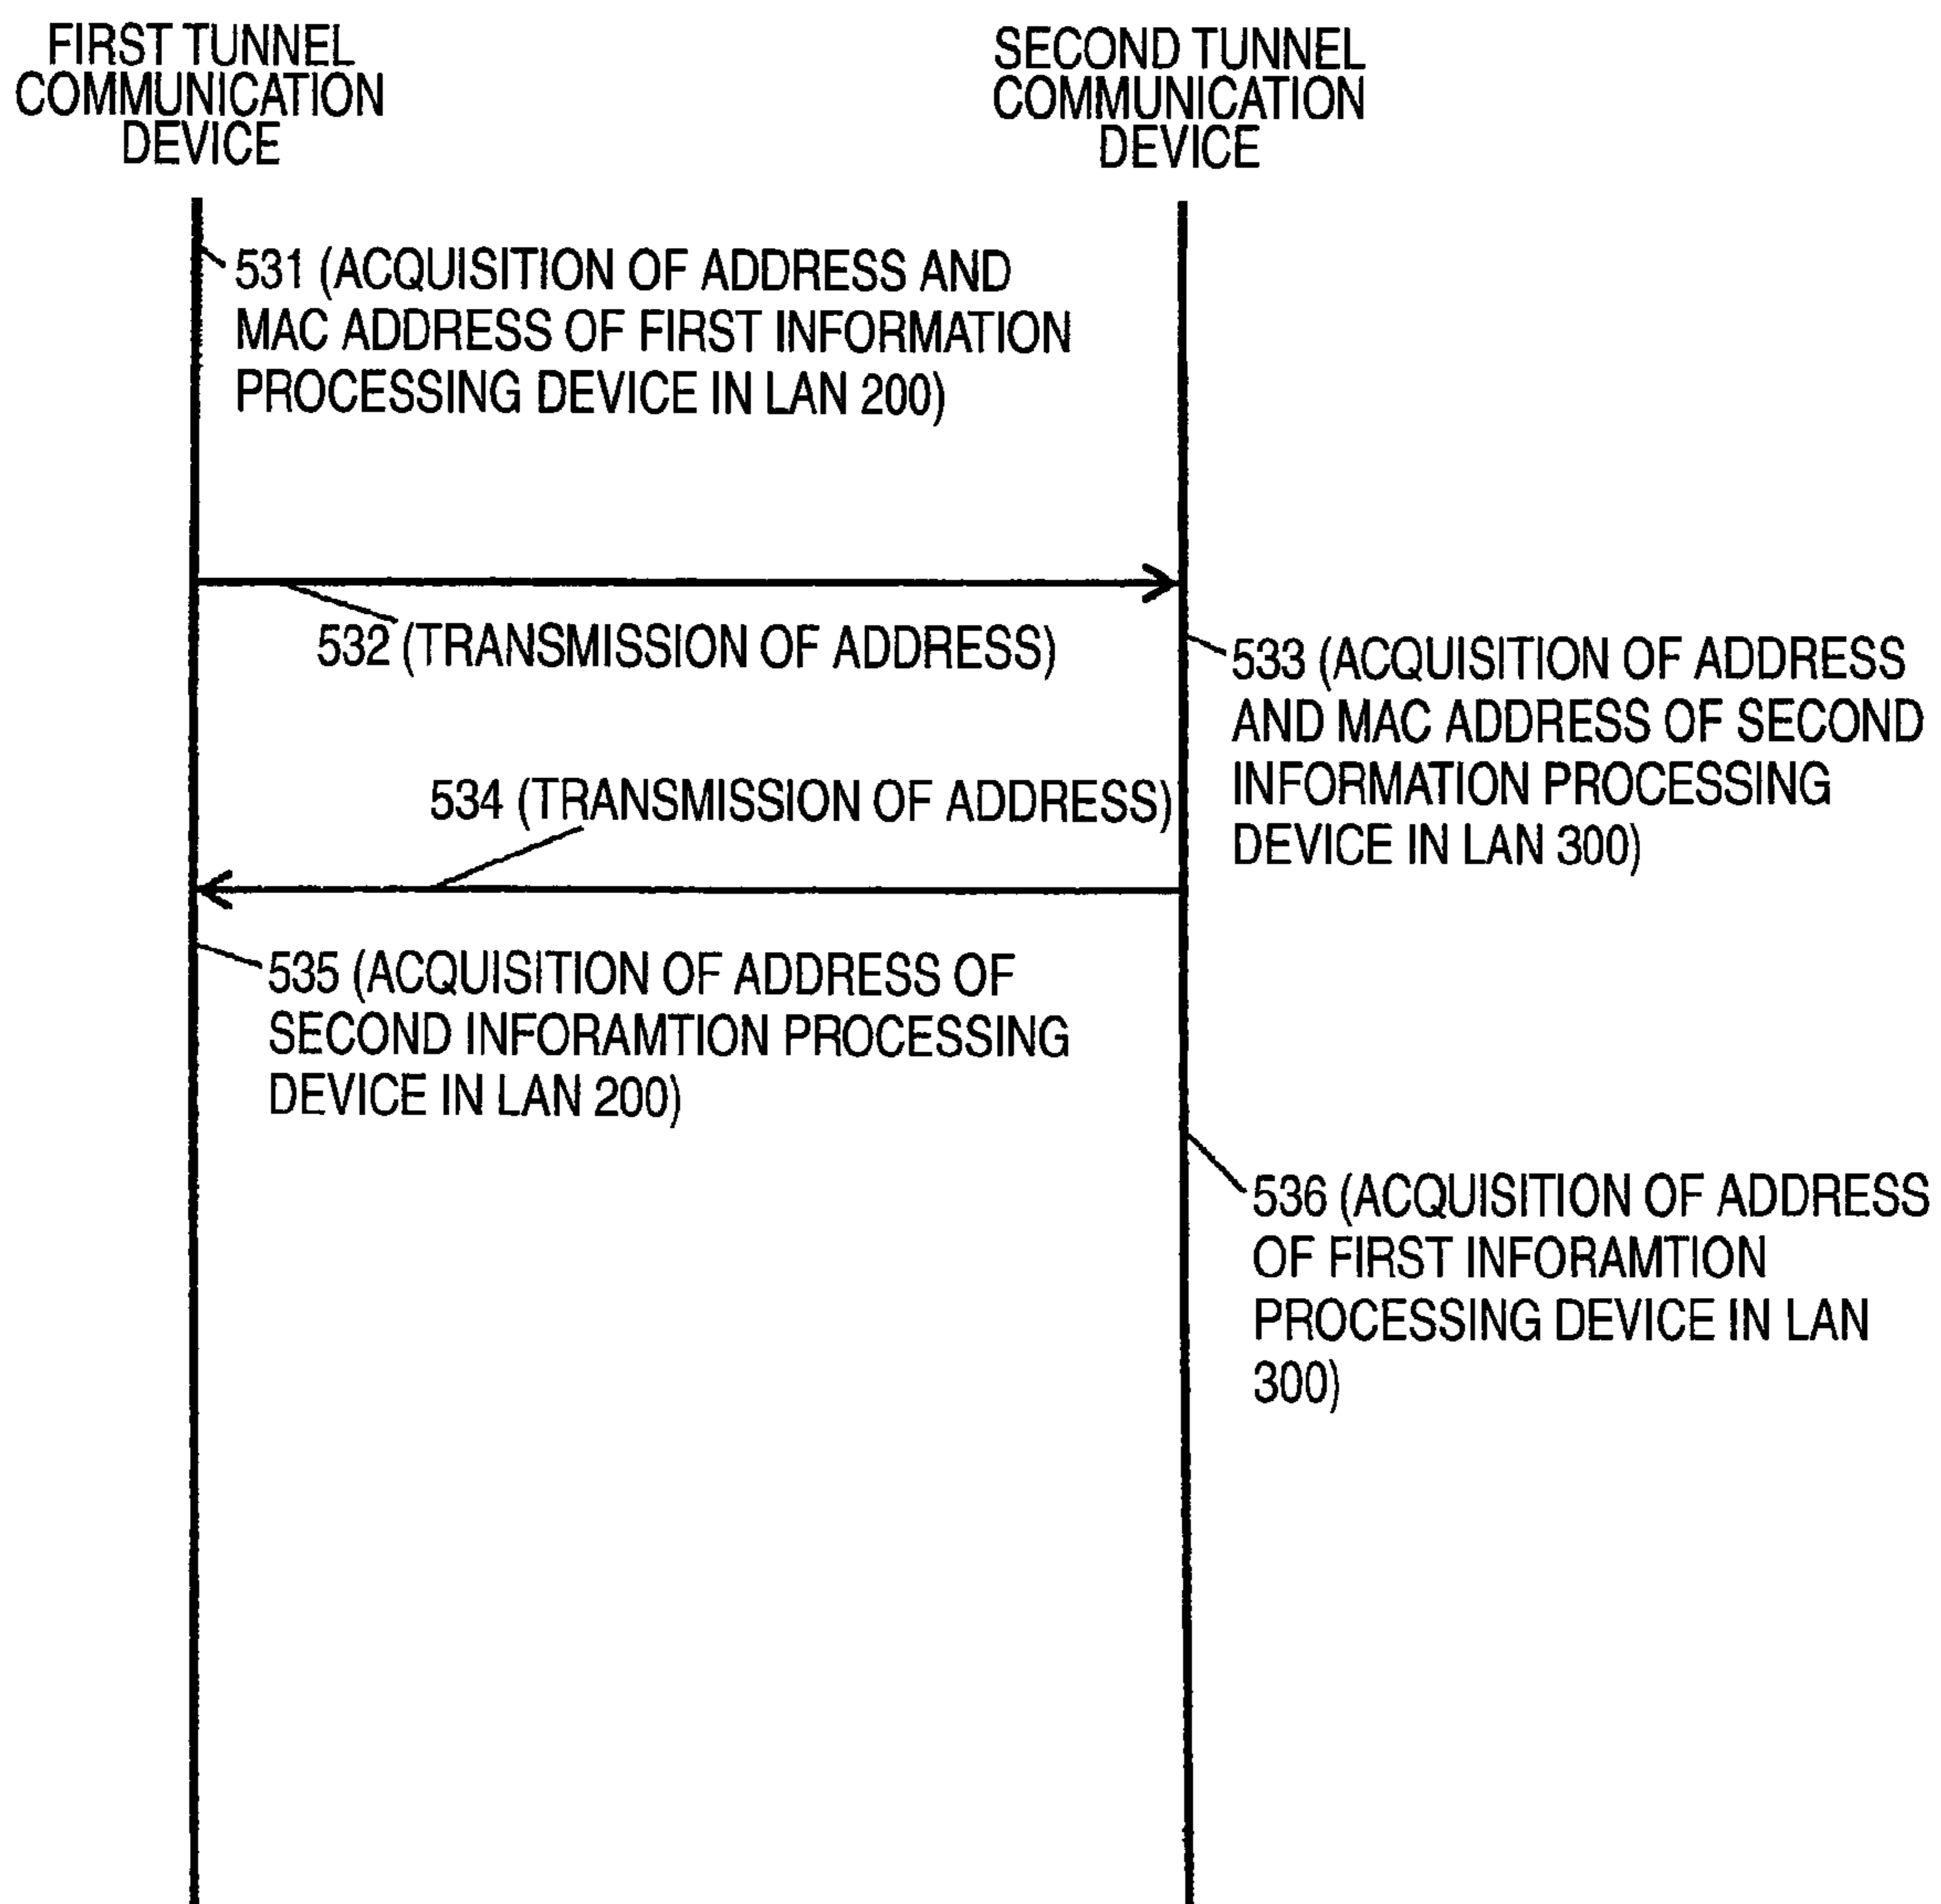 FIRST TUNNEL
COMMUNICATION
DEVICE
SECOND TUNNEL
COMMUNICATION
DEVICE
531 (ACQUISITION OF ADDRESS AND
MAC ADDRESS OF FIRST INFORMATION
PROCESSING DEVICE IN LAN 200)
532 (TRANSMISSION OF ADDRESS)
533 (ACQUISITION OF ADDRESS
AND MAC ADDRESS OF SECOND
INFORMATION PROCESSING
DEVICE IN LAN 300)
534 (TRANSMISSION OF ADDRESS)
535 (ACQUISITION OF ADDRESS OF
SECOND INFORAMTION PROCESSING
DEVICE IN LAN 200)
536 (ACQUISITION OF ADDRESS
OF FIRST INFORAMTION
PROCESSING DEVICE IN LAN
300)